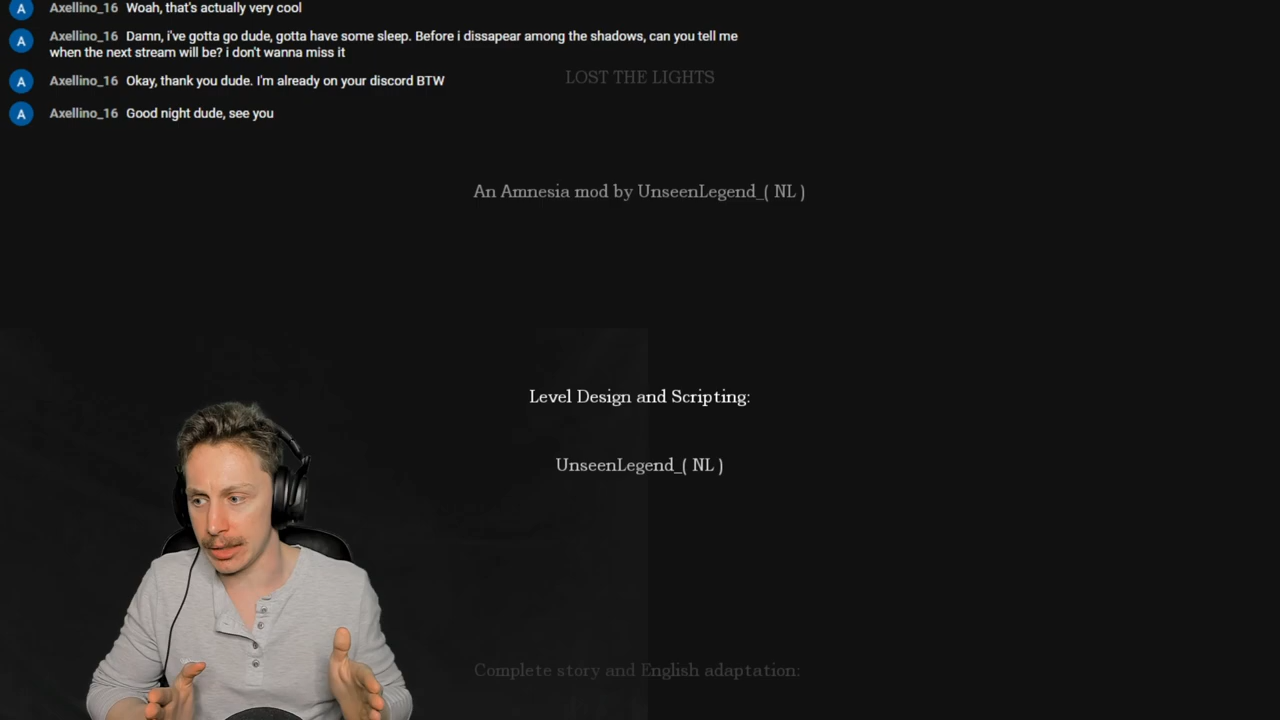 A Axellino_16 Woah, that's actually very cool
A Axellino_16 Damn, i've gotta go dude, gotta have some sleep. Before i dissapear among the shadows, can you tell me
when the next stream will be? i don't wanna miss it
A Axellino_16 Okay, thank you dude. I'm already on your discord BTW
A Axellino_16 Good night dude, see you
LOST THE LIGHTS
An Amnesia mod by UnseenLegend_( NL )
Level Design and Scripting:
UnseenLegend_( NL )
Complete story and English adaptation: